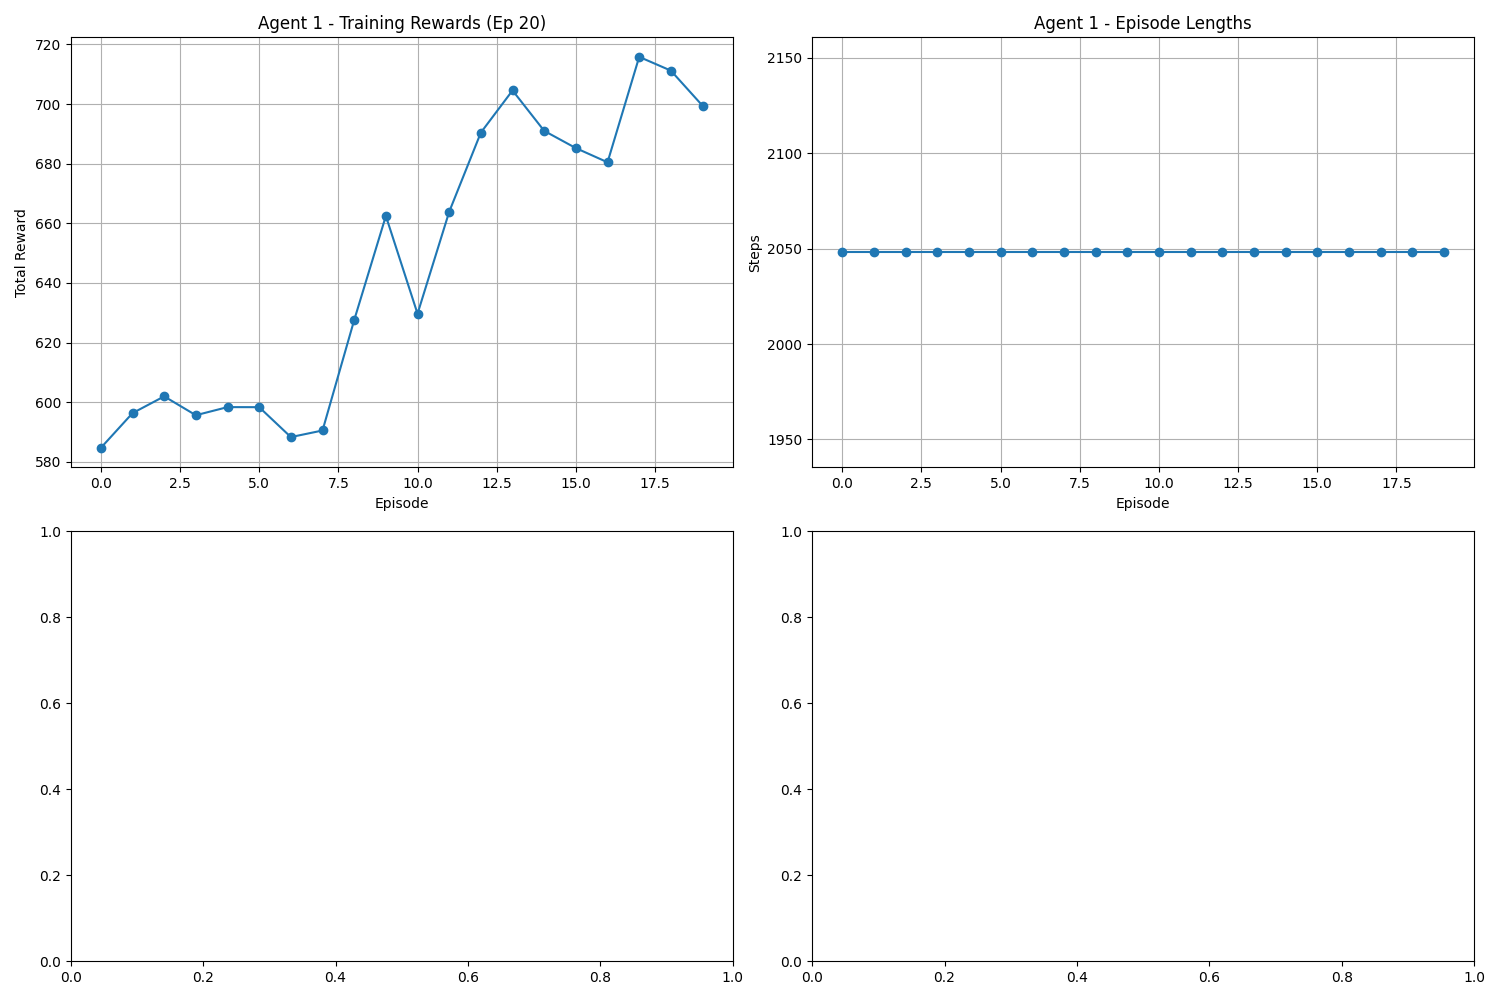 Agent 1 - Training Rewards (Ep 20)
720
700
680
660
640
620
600
580
Total Reward
0.0 2.5 5.0 7.5 10.0 12.5 15.0 17.5
Episode
Agent 1 - Episode Lengths
2150
2100
2050
2000
1950
Steps
0.0 2.5 5.0 7.5 10.0 12.5 15.0 17.5
Episode
1.0
0.8
0.6
0.4
0.2
0.0
0.0 0.2 0.4 0.6 0.8 1.0
1.0
0.8
0.6
0.4
0.2
0.0
0.0 0.2 0.4 0.6 0.8 1.0